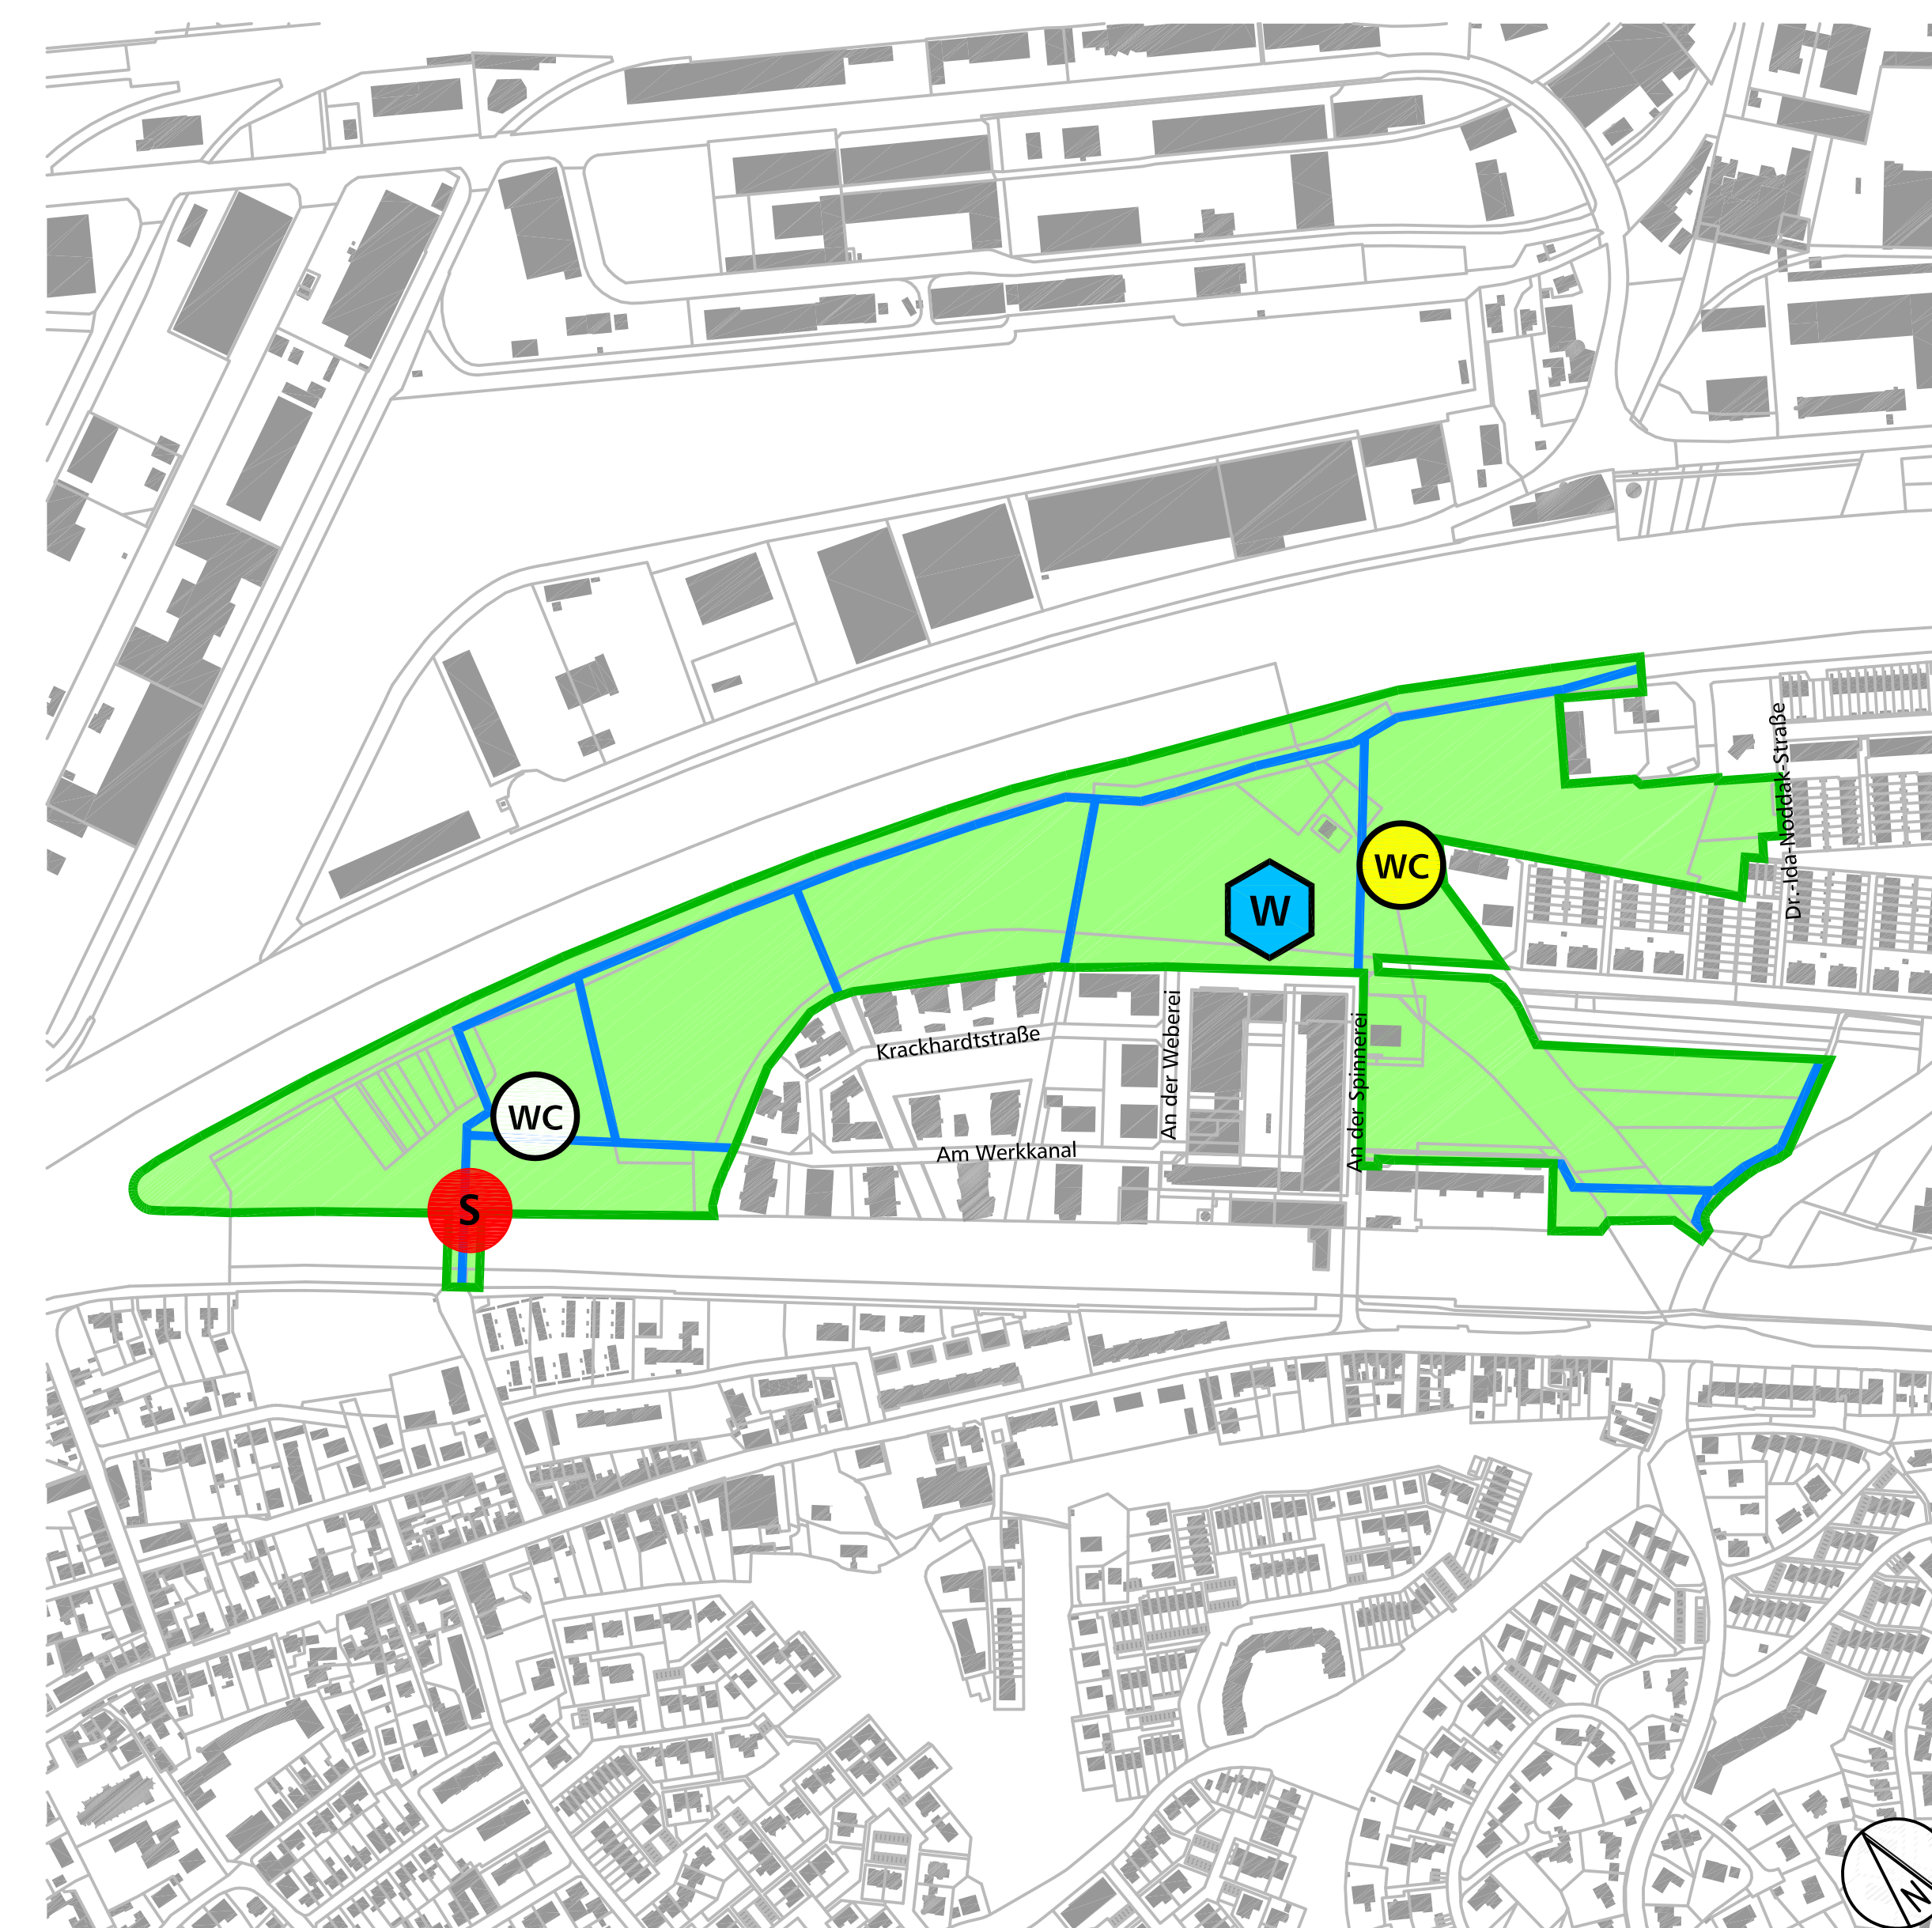 Dr.-Ida-Noddak-Straße
WC
W
An der Weberei
An der Spinnerei
Krackhardtstraße
WC
Am Werkkanal
S
N